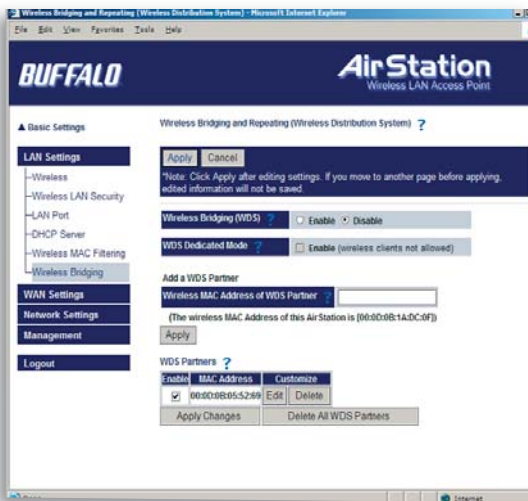 Wireless Bridging and Repeating (Wireless Distribution System) - Microsoft Internet Explorer
File Edit View Favorites Tools Help
BUFFALO
AirStation
Wireless LAN Access Point
▲ Basic Settings
LAN Settings
Wireless
Wireless LAN Security
LAN Port
DHCP Server
Wireless MAC Filtering
Wireless Bridging
WAN Settings
Network Settings
Management
Logout
Wireless Bridging and Repeating (Wireless Distribution System) ?
Apply Cancel
*Note: Click Apply after editing settings. If you move to another page before applying,
edited information will not be saved.
Wireless Bridging (WDS) ? Enable Disable
WDS Dedicated Mode ? Enable (wireless clients not allowed)
Add a WDS Partner
Wireless MAC Address of WDS Partner ?
(The wireless MAC Address of this AirStation is [00:0D:0B:1A:DC:0F])
Apply
WDS Partners ?
Enable MAC Address Customize
00:0D:0B:05:52:69 Edit Delete
Apply Changes Delete All WDS Partners
Internet